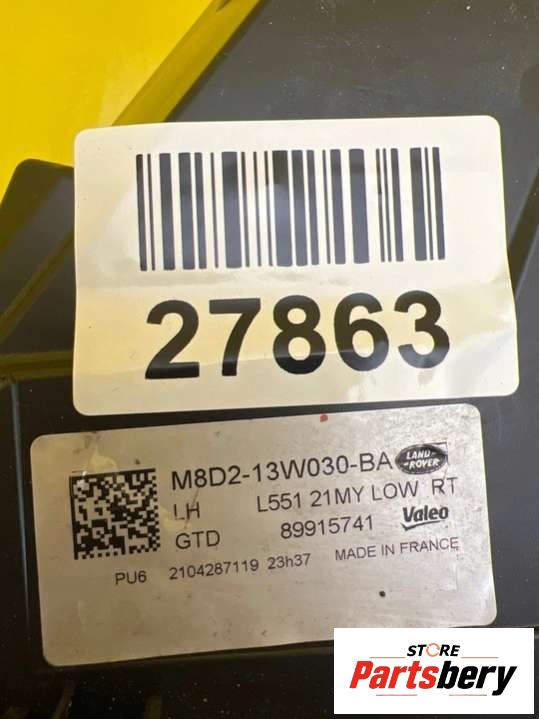 27863
M8D2-13W030-BA LAND ROVER
LH L551 21MY LOW RT
GTD 89915741 Valeo
PU6 2104287119 23h37 MADE IN FRANCE
STORE
Partsbery